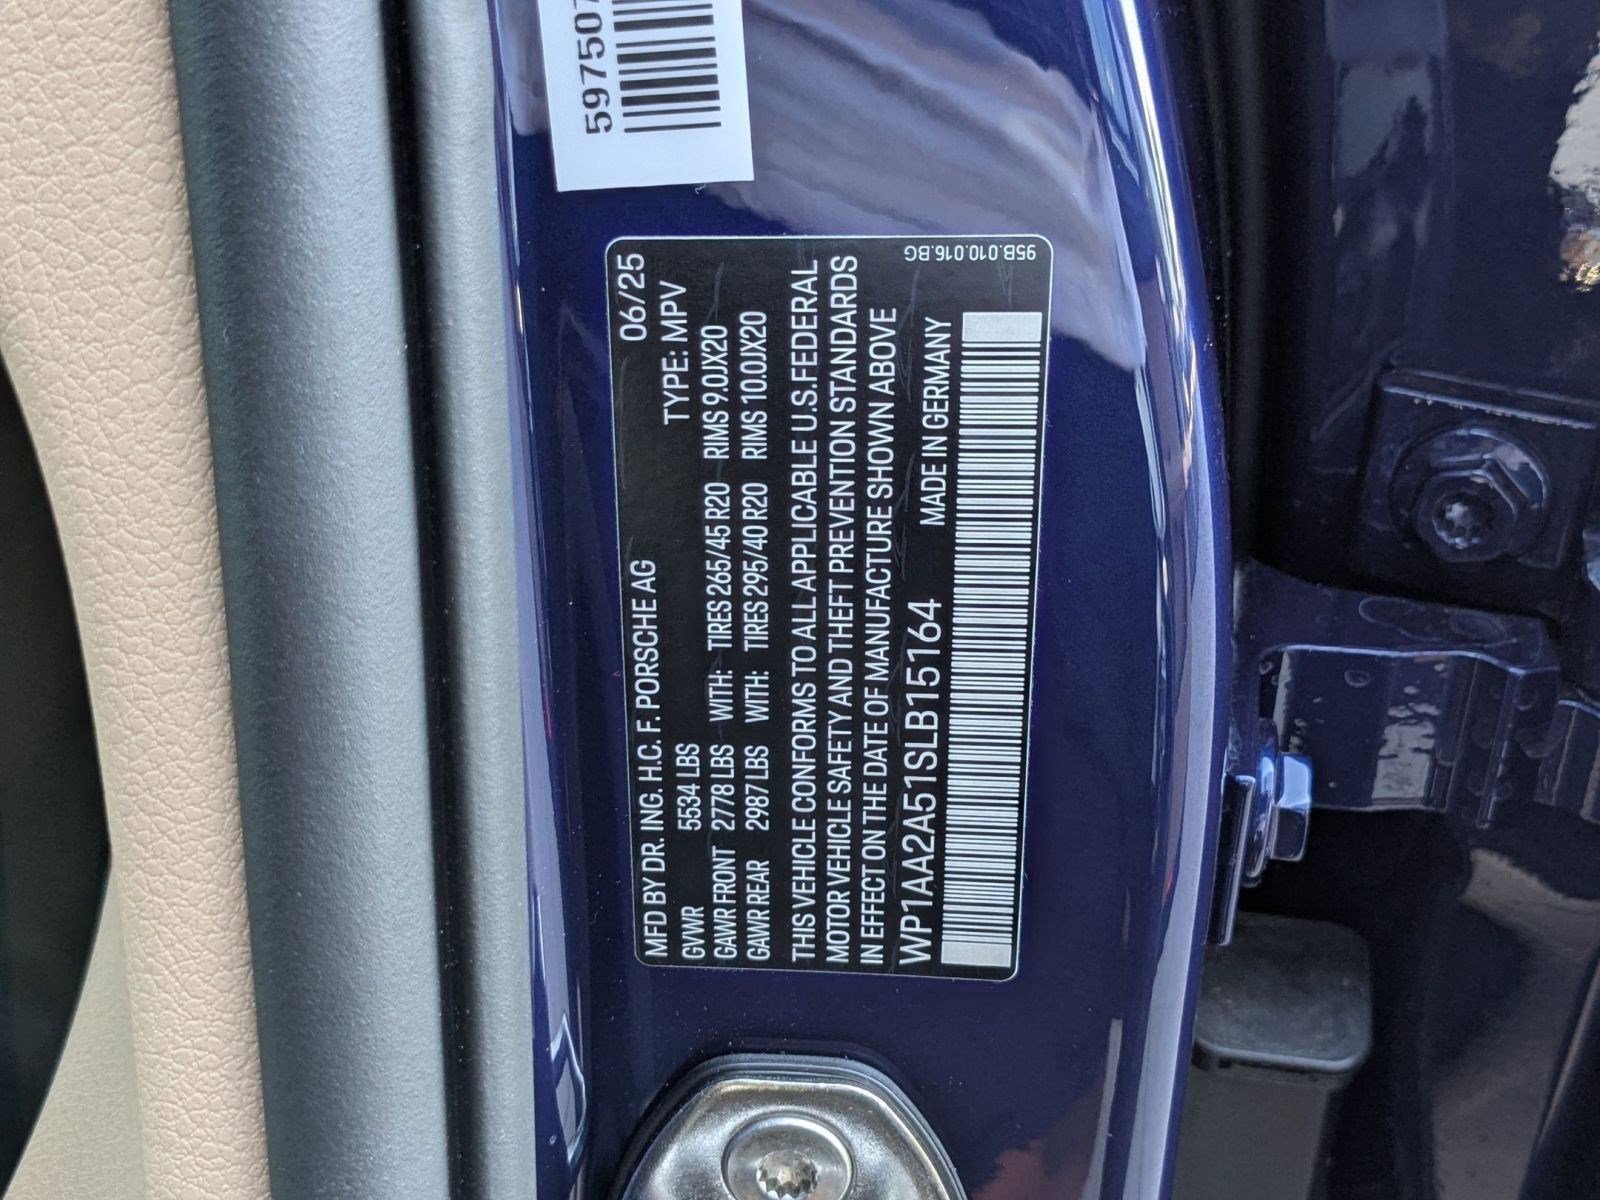 597507
MFD BY DR. ING. H.C. F. PORSCHE AG 06/25
GVWR 5534 LBS TYPE: MPV
GAWR FRONT 2778 LBS WITH: TIRES 265/45 R20 RIMS 9.0JX20
GAWR REAR 2987 LBS WITH: TIRES 295/40 R20 RIMS 10.0JX20
THIS VEHICLE CONFORMS TO ALL APPLICABLE U.S. FEDERAL
MOTOR VEHICLE SAFETY AND THEFT PREVENTION STANDARDS
IN EFFECT ON THE DATE OF MANUFACTURE SHOWN ABOVE
WP1AA2A51SLB15164 MADE IN GERMANY
95B.010.016.BG